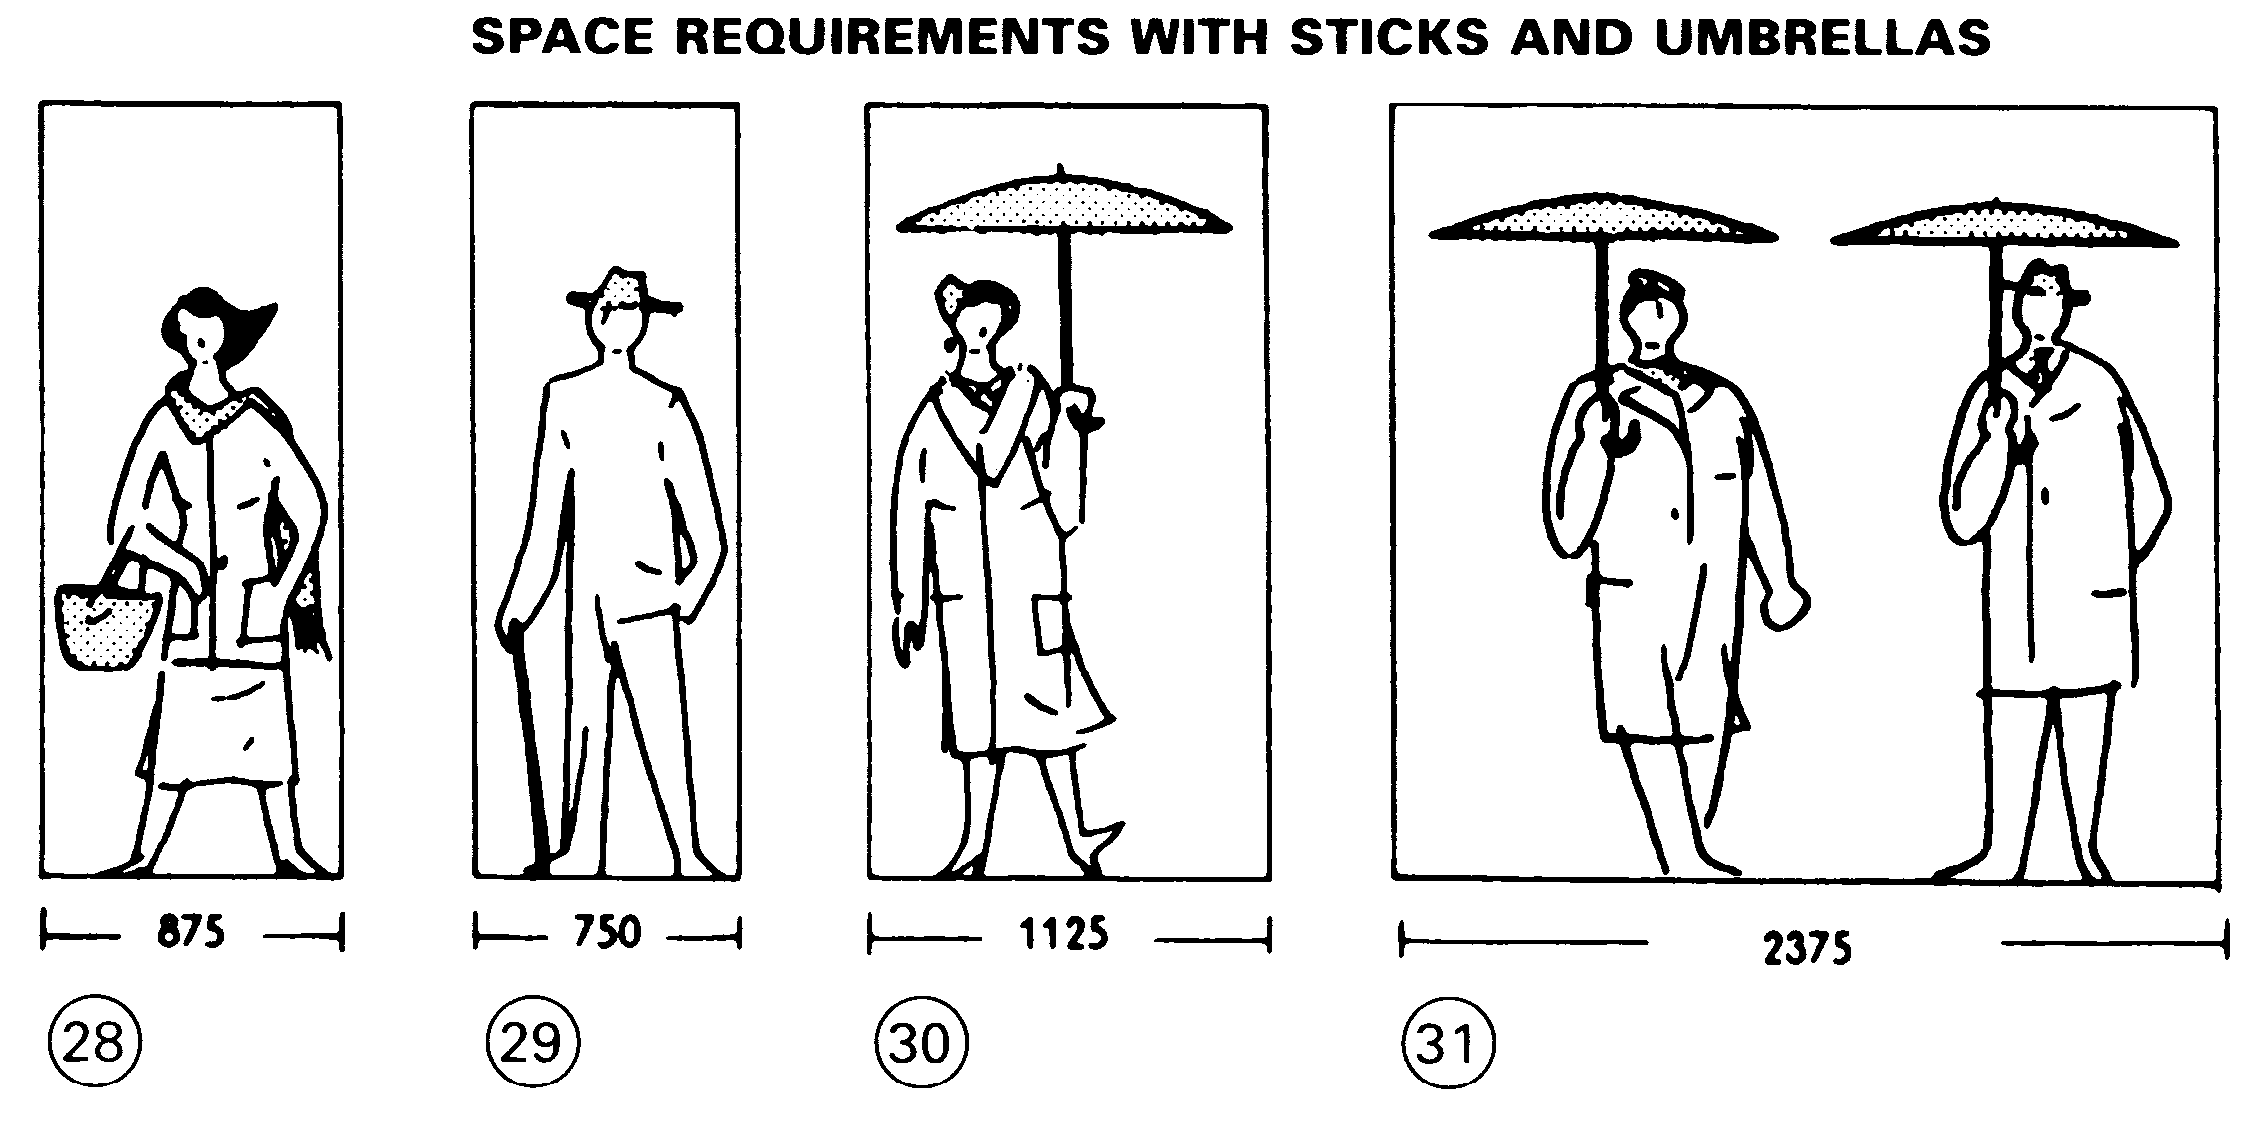 SPACE REQUIREMENTS WITH STICKS AND UMBRELLAS
875 750 1125 2375
28 29 30 31